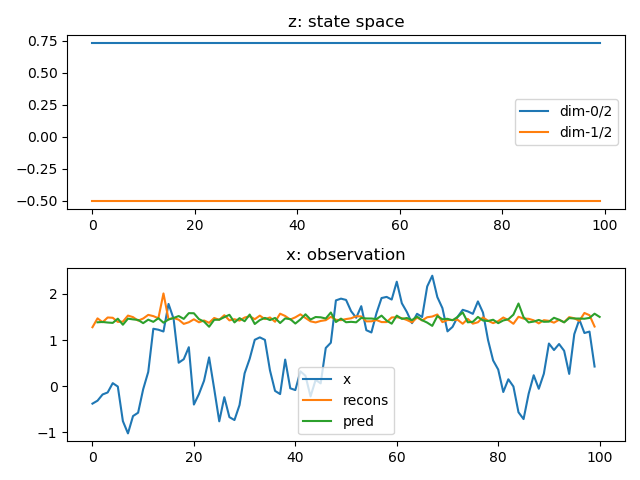 z: state space
0.75
0.50
0.25
0.00
−0.25
−0.50
dim-0/2
dim-1/2
0 20 40 60 80 100
x: observation
2
1
0
−1
x
recons
pred
0 20 40 60 80 100